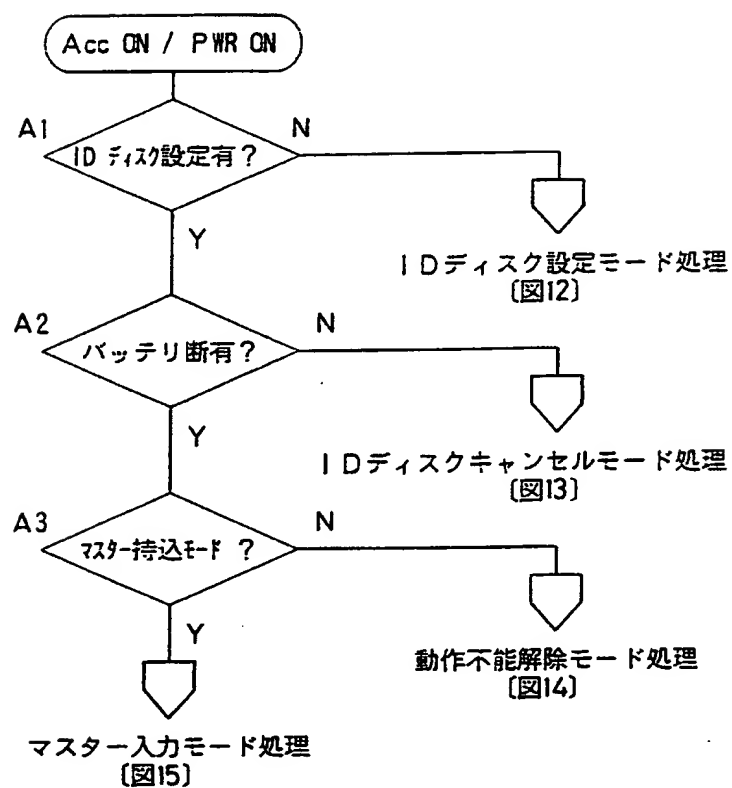 Acc ON / PWR ON
A1
IDディスク設定有？
N
Y
IDディスク設定モード処理
〔図12〕
A2
バッテリ断有？
N
Y
IDディスクキャンセルモード処理
〔図13〕
A3
マスター持込モード ？
N
Y
動作不能解除モード処理
〔図14〕
マスター入力モード処理
〔図15〕